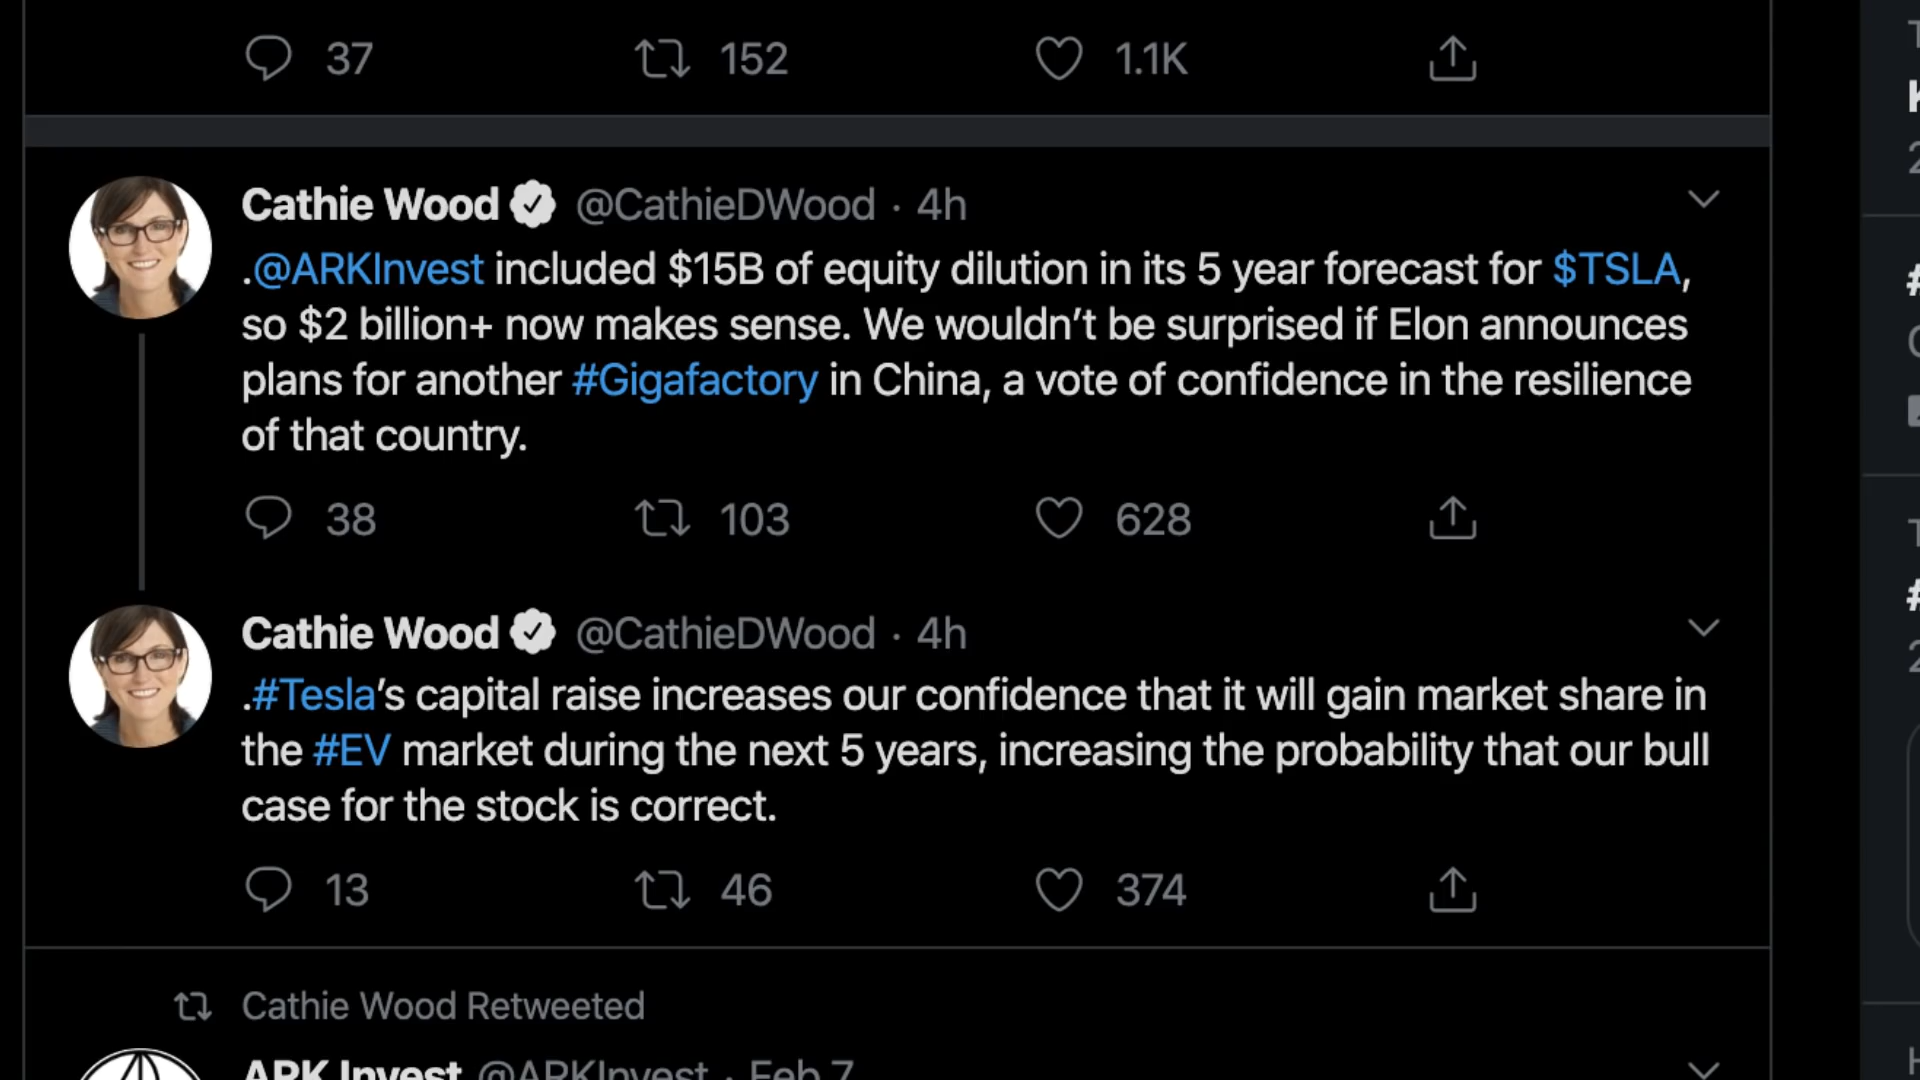 37 152 1.1K
Cathie Wood @CathieDWood · 4h
.@ARKInvest included $15B of equity dilution in its 5 year forecast for $TSLA,
so $2 billion+ now makes sense. We wouldn't be surprised if Elon announces
plans for another #Gigafactory in China, a vote of confidence in the resilience
of that country.
38 103 628
Cathie Wood @CathieDWood · 4h
.#Tesla's capital raise increases our confidence that it will gain market share in
the #EV market during the next 5 years, increasing the probability that our bull
case for the stock is correct.
13 46 374
Cathie Wood Retweeted
ARK Invest @ARKInvest · Feb 7